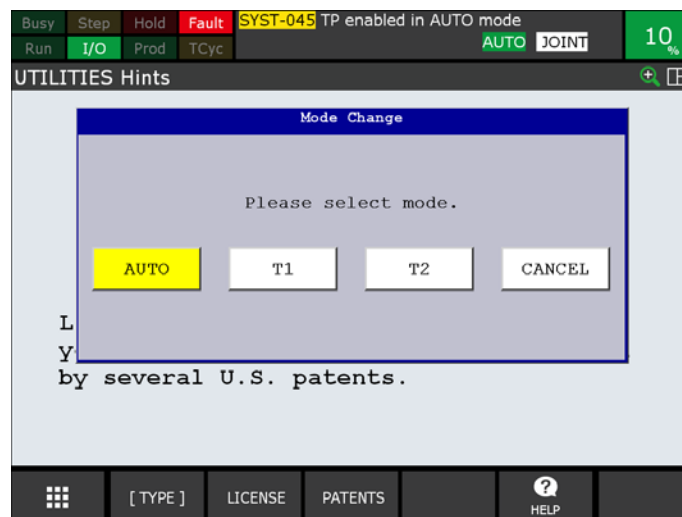 Busy Step Hold Fault SYST-045 TP enabled in AUTO mode
Run I/O Prod TCyc AUTO JOINT 10%
UTILITIES Hints
Mode Change
Please select mode.
AUTO T1 T2 CANCEL
L
y
by several U.S. patents.
[ TYPE ] LICENSE PATENTS HELP